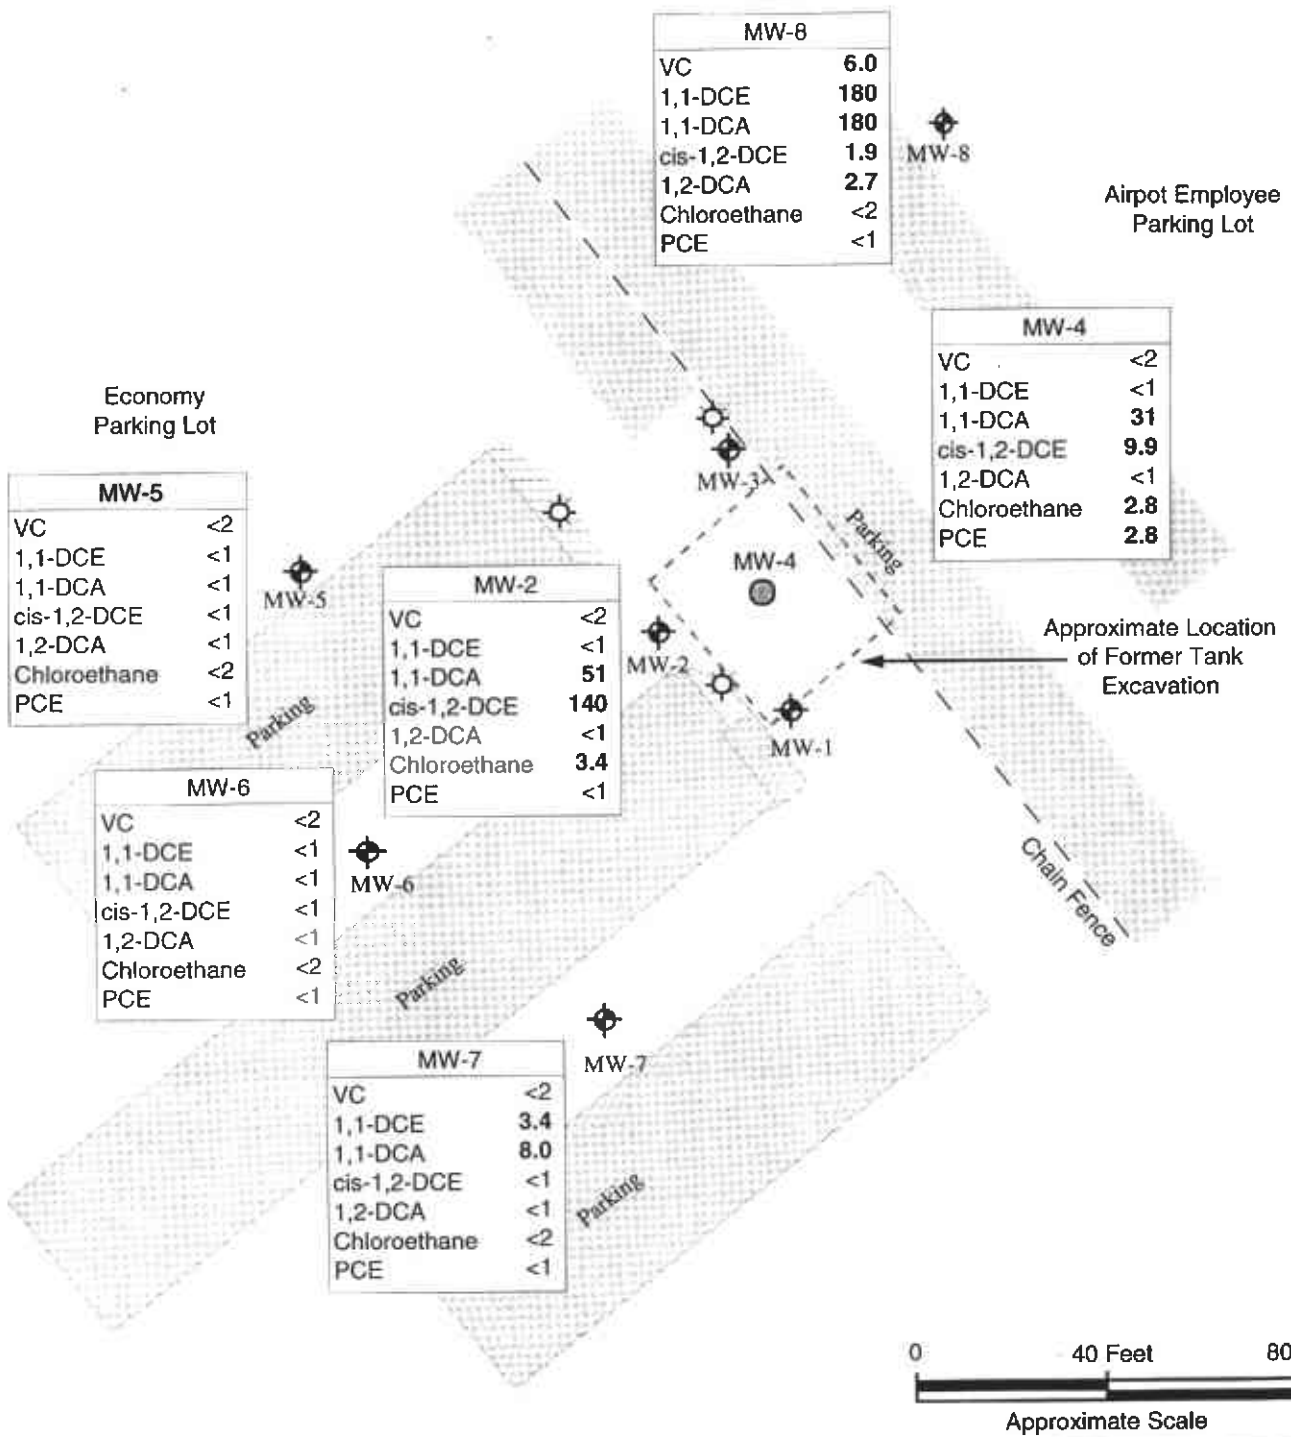 MW-8
VC 6.0
1,1-DCE 180
1,1-DCA 180
cis-1,2-DCE 1.9
1,2-DCA 2.7
Chloroethane <2
PCE <1
MW-8
Airpot Employee
Parking Lot
MW-4
VC <2
1,1-DCE <1
1,1-DCA 31
cis-1,2-DCE 9.9
1,2-DCA <1
Chloroethane 2.8
PCE 2.8
Economy
Parking Lot
MW-3
Parking
MW-4
MW-5
VC <2
1,1-DCE <1
1,1-DCA <1
cis-1,2-DCE <1
1,2-DCA <1
Chloroethane <2
PCE <1
MW-5
MW-2
VC <2
1,1-DCE <1
1,1-DCA 51
cis-1,2-DCE 140
1,2-DCA <1
Chloroethane 3.4
PCE <1
MW-2
Approximate Location
of Former Tank
Excavation
MW-1
Parking
MW-6
VC <2
1,1-DCE <1
1,1-DCA <1
cis-1,2-DCE <1
1,2-DCA <1
Chloroethane <2
PCE <1
MW-6
Chain Fence
Parking
MW-7
MW-7
VC <2
1,1-DCE 3.4
1,1-DCA 8.0
cis-1,2-DCE <1
1,2-DCA <1
Chloroethane <2
PCE <1
Parking
0 40 Feet 80
Approximate Scale